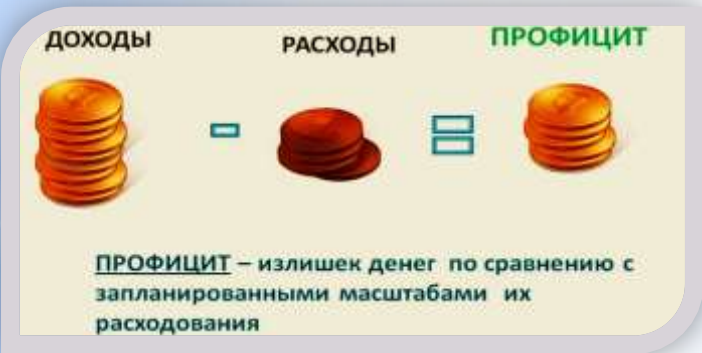 ДОХОДЫ РАСХОДЫ ПРОФИЦИТ
ПРОФИЦИТ – излишек денег по сравнению с
запланированными масштабами их
расходования